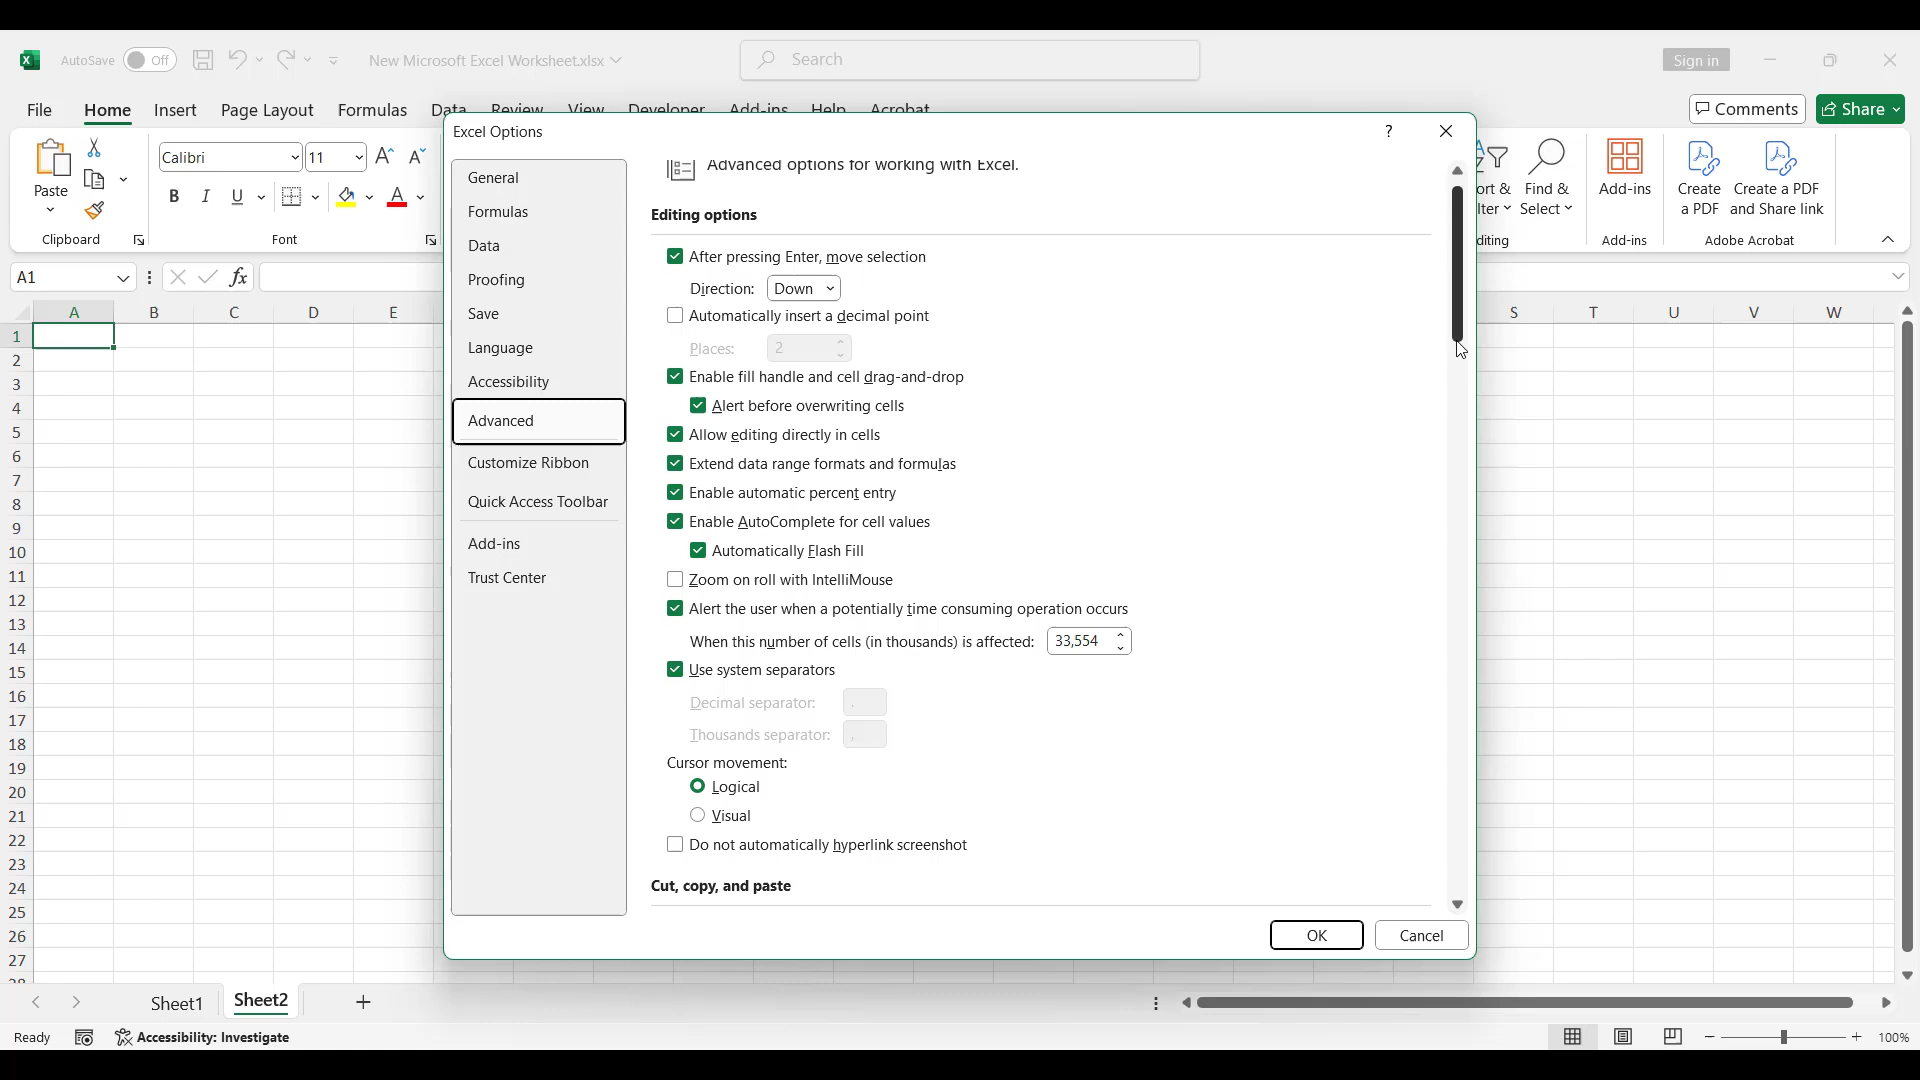 AutoSave Off New Microsoft Excel Worksheet.xlsx Search Sign in
File Home Insert Page Layout Formulas Data Review View Developer Add-ins Help Acrobat Comments Share
Excel Options ?
Paste
Calibri 11
B I U A
Clipboard Font
Find & Select
Add-ins
Create a PDF
Create a PDF and Share link
Add-ins Adobe Acrobat
A1 fx
A B C D E S T V W U
1
2
3
4
5
6
7
8
9
10
11
12
13
14
15
16
17
18
19
20
21
22
23
24
25
26
27
General
Formulas
Data
Proofing
Save
Language
Accessibility
Advanced
Customize Ribbon
Quick Access Toolbar
Add-ins
Trust Center
Advanced options for working with Excel.
Editing options
After pressing Enter, move selection
Direction: Down
Automatically insert a decimal point
Places: 2
Enable fill handle and cell drag-and-drop
Alert before overwriting cells
Allow editing directly in cells
Extend data range formats and formulas
Enable automatic percent entry
Enable AutoComplete for cell values
Automatically Flash Fill
Zoom on roll with IntelliMouse
Alert the user when a potentially time consuming operation occurs
When this number of cells (in thousands) is affected: 33,554
Use system separators
Decimal separator: .
Thousands separator: ,
Cursor movement:
Logical
Visual
Do not automatically hyperlink screenshot
Cut, copy, and paste
OK Cancel
Sheet1 Sheet2
Ready Accessibility: Investigate 100%